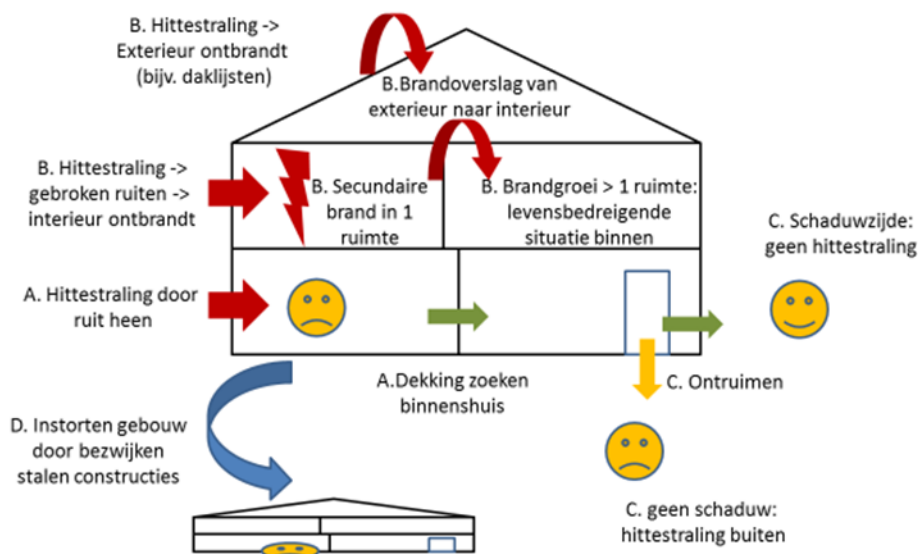 B. Hittestraling ->
Exterieur ontbrandt
(bijv. daklijsten)
B.Brandoverslag van
exterieur naar interieur
B. Hittestraling ->
gebroken ruiten ->
interieur ontbrandt
B. Secundaire
brand in 1
ruimte
B. Brandgroei > 1 ruimte:
levensbedreigende
situatie binnen
C. Schaduwzijde:
geen hittestraling
A. Hittestraling door
ruit heen
A.Dekking zoeken
binnenshuis
C. Ontruimen
D. Instorten gebouw
door bezwijken
stalen constructies
C. geen schaduw:
hittestraling buiten